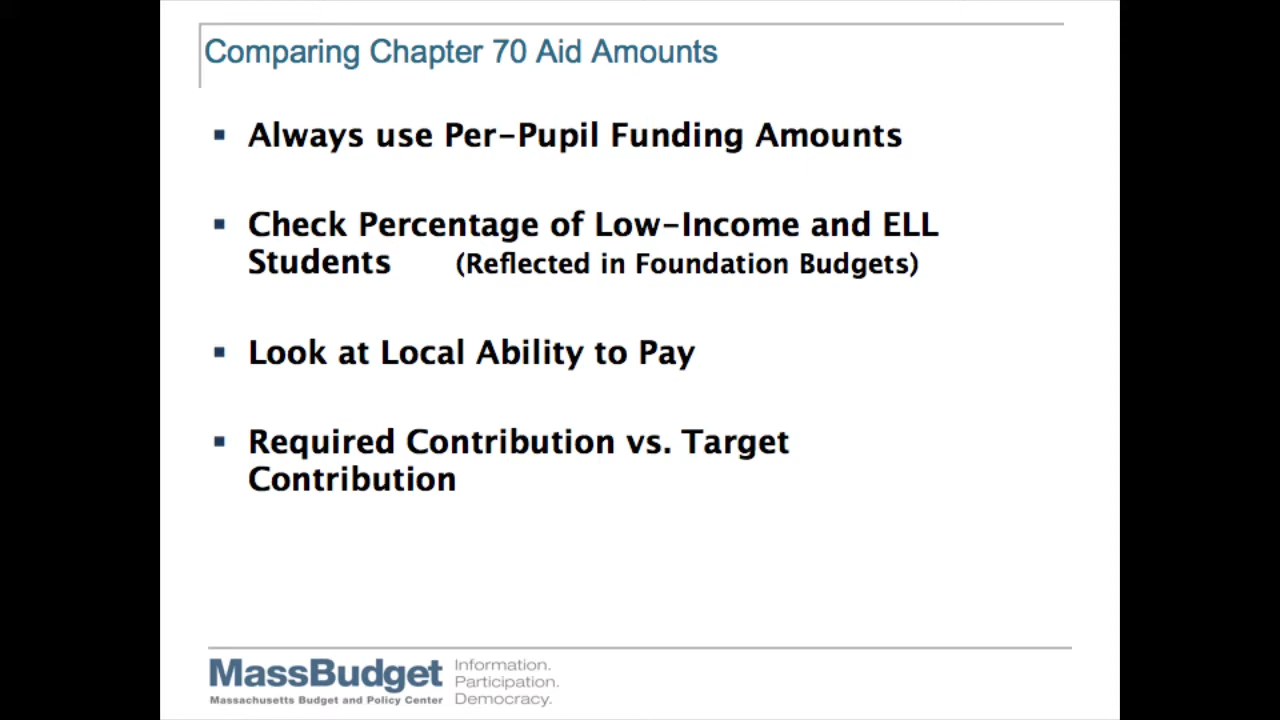 Comparing Chapter 70 Aid Amounts
▪ Always use Per-Pupil Funding Amounts
▪ Check Percentage of Low-Income and ELL
Students (Reflected in Foundation Budgets)
▪ Look at Local Ability to Pay
▪ Required Contribution vs. Target
Contribution
MassBudget
Massachusetts Budget and Policy Center
Information.
Participation.
Democracy.